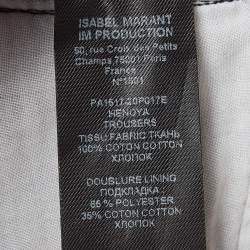 ISABEL MARANT
IM PRODUCTION
50, rue Croix des Petits
Champs 75001 Paris
France
N°1501
PA1517-20P017E
HENOYA
TROUSERS
TISSU FABRIC ТКАНЬ
100% COTON COTTON
ХЛОПОК
DOUBLURE LINING
ПОДКЛАДКА :
65 % POLYESTER
35% COTON COTTON
ХЛОПОК